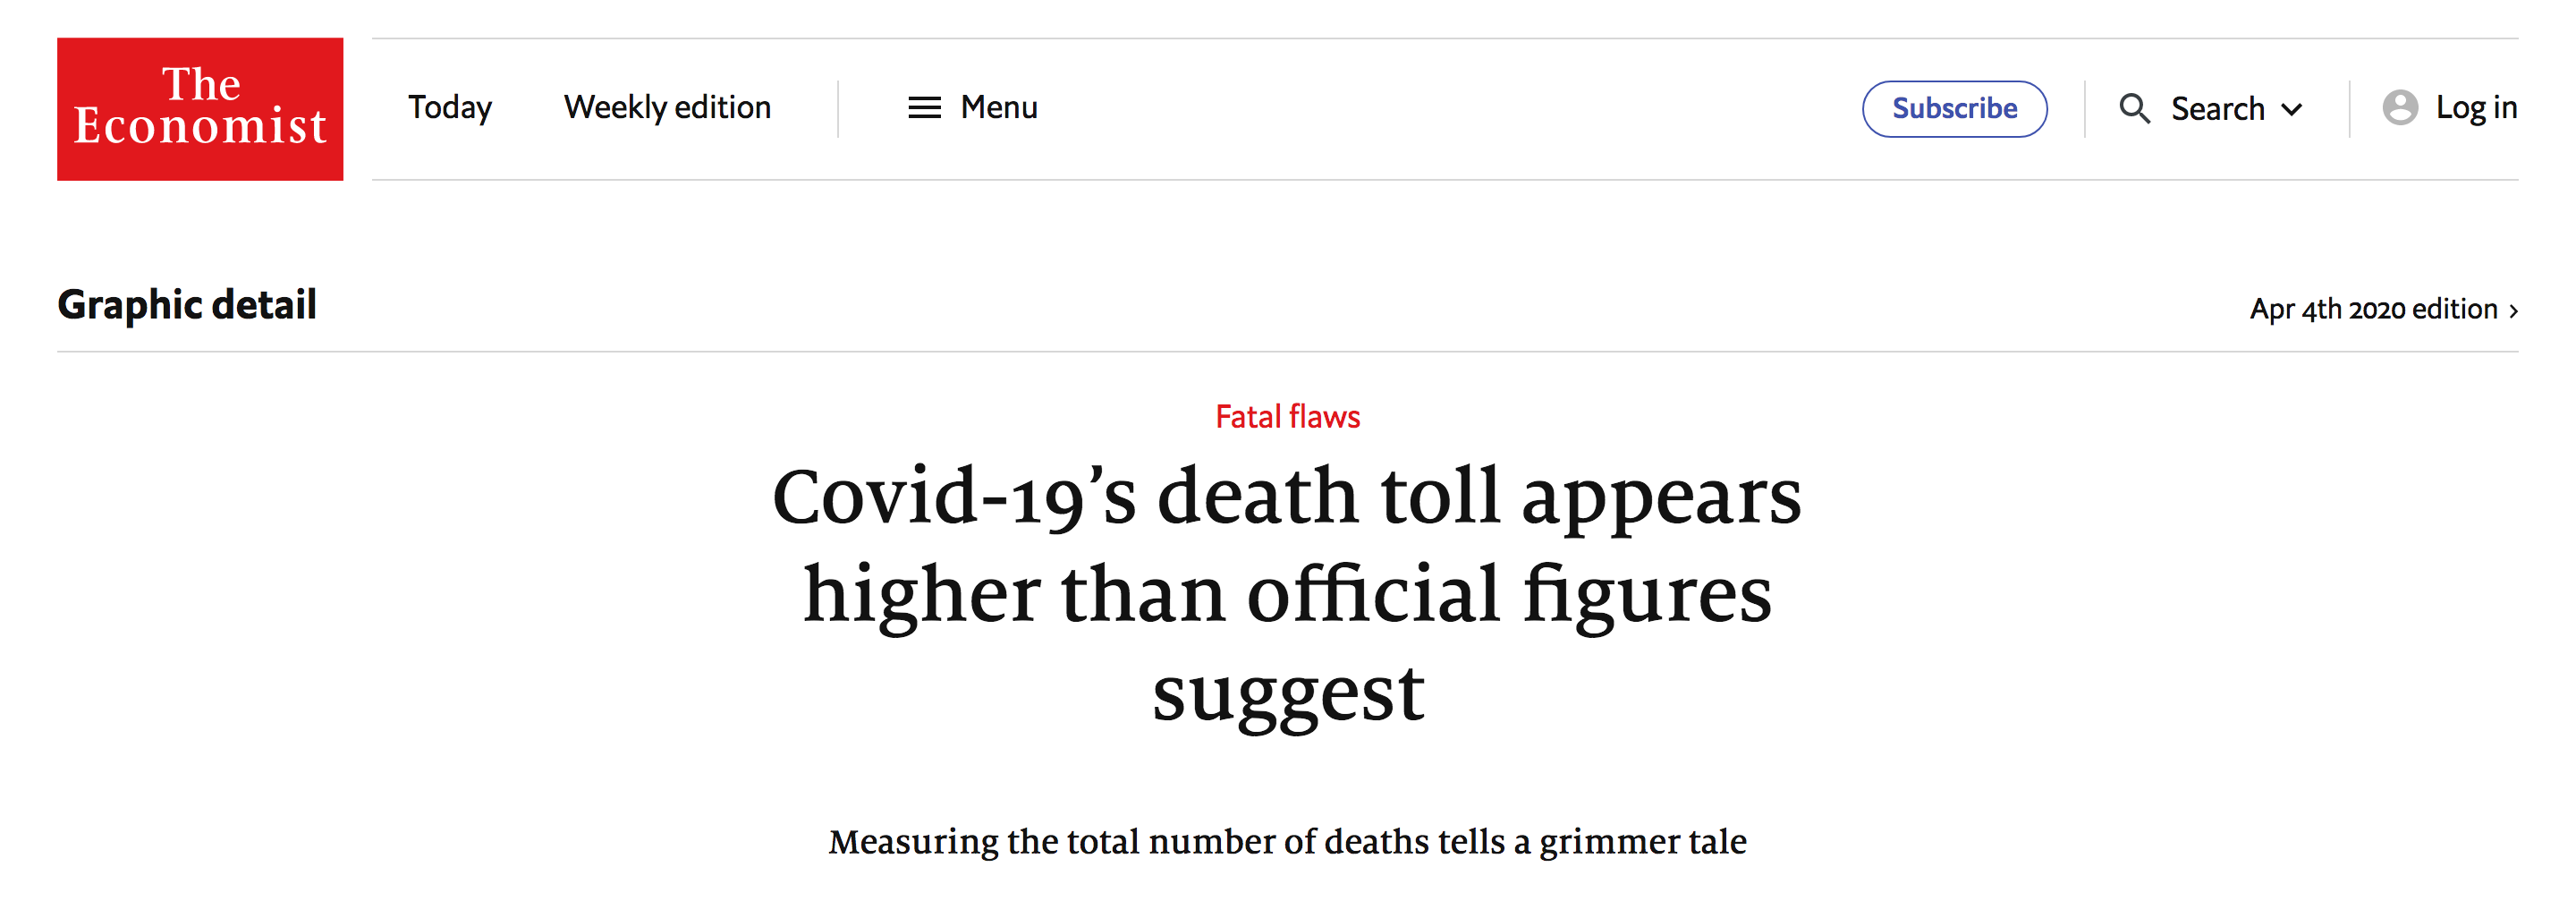 The
Economist
Today Weekly edition Menu Subscribe Search Log in
Graphic detail Apr 4th 2020 edition ›
Fatal flaws
Covid-19’s death toll appears
higher than official figures
suggest
Measuring the total number of deaths tells a grimmer tale